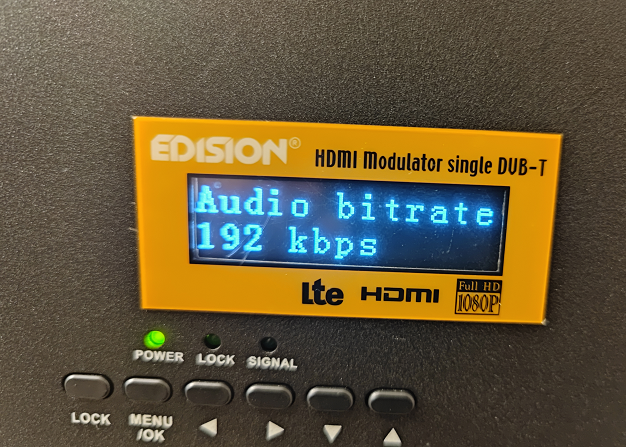 EDISION®
HDMI Modulator single DVB-T
Audio bitrate
192 kbps
Lte HDMI Full HD 1080P
POWER LOCK SIGNAL
LOCK MENU /OK